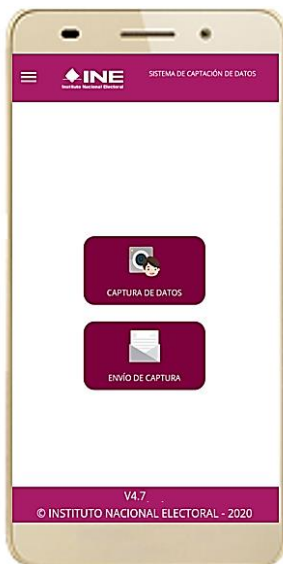 INE
Instituto Nacional Electoral
SISTEMA DE CAPTACIÓN DE DATOS
CAPTURA DE DATOS
ENVÍO DE CAPTURA
V4.7
© INSTITUTO NACIONAL ELECTORAL - 2020